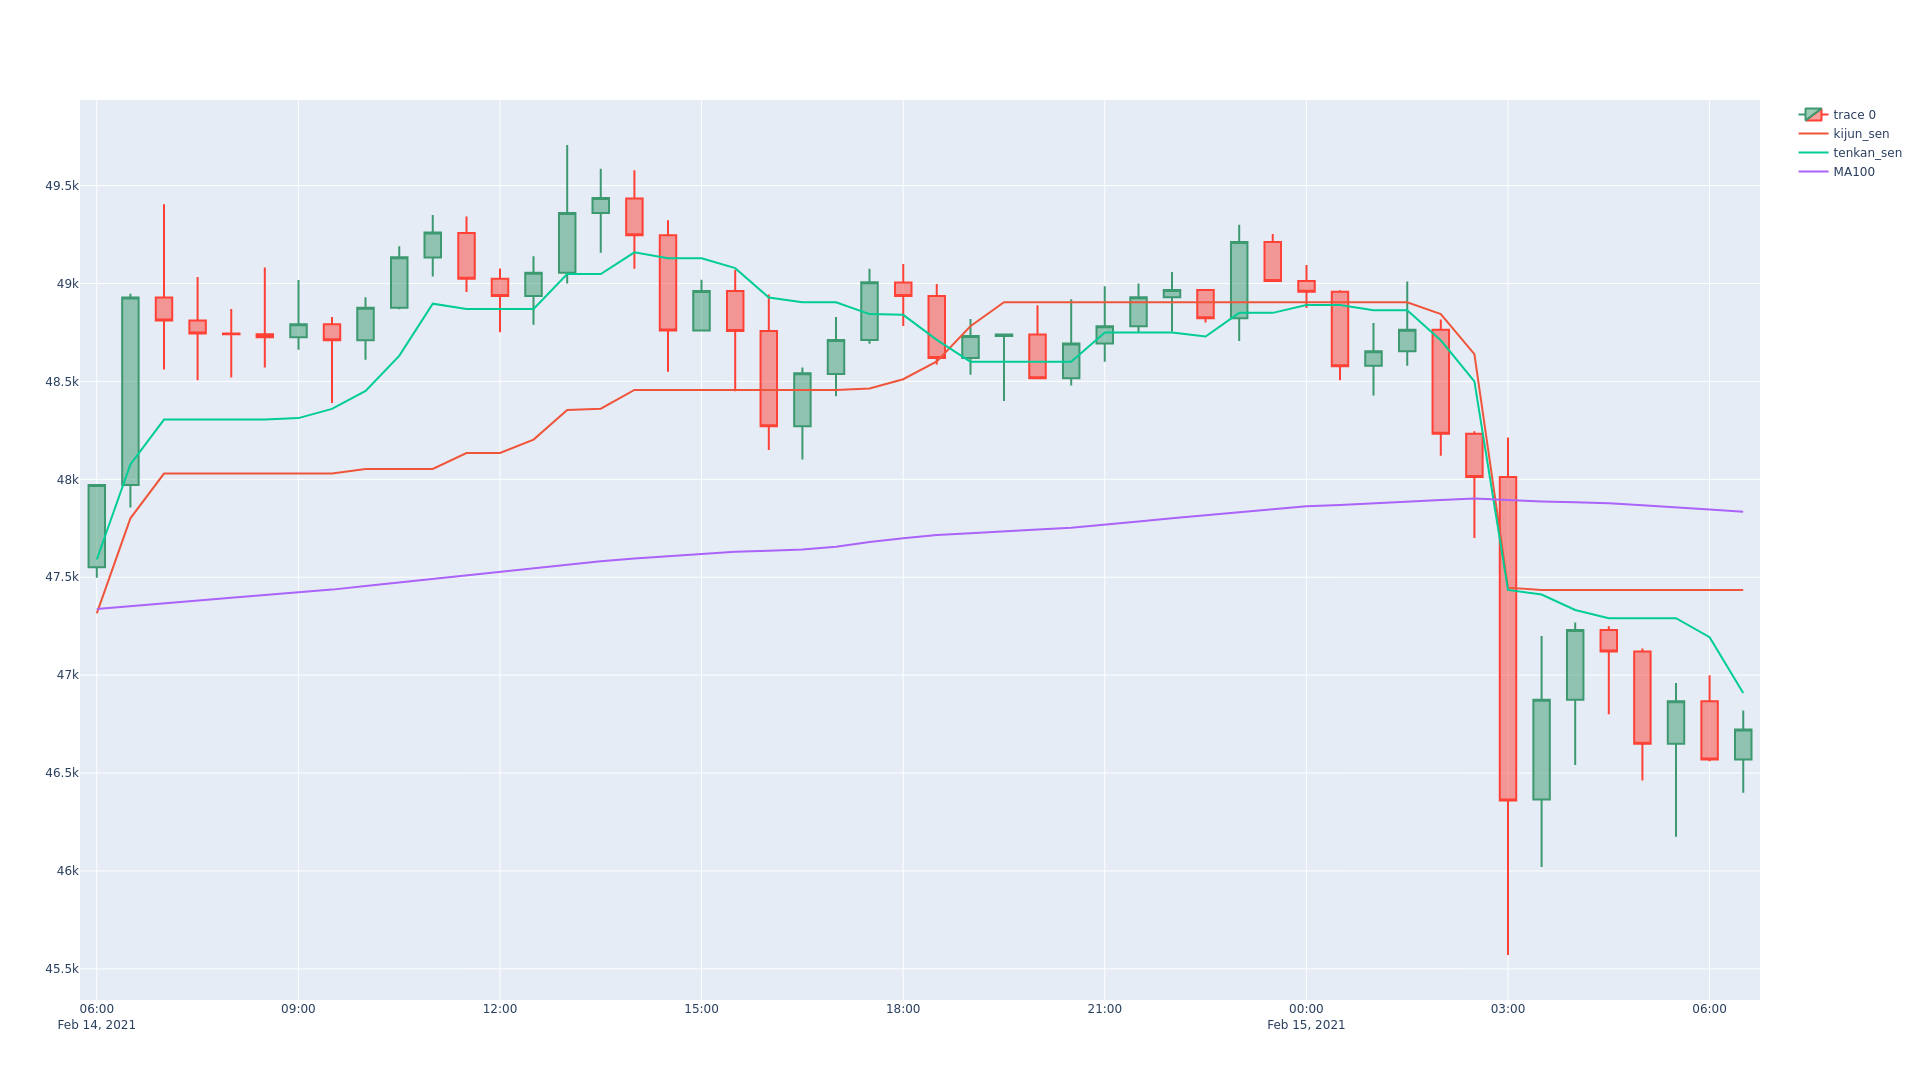 trace 0
kijun_sen
tenkan_sen
MA100
49.5k
49k
48.5k
48k
47.5k
47k
46.5k
46k
45.5k
06:00 09:00 12:00 15:00 18:00 21:00 00:00 03:00 06:00
Feb 14, 2021 Feb 15, 2021